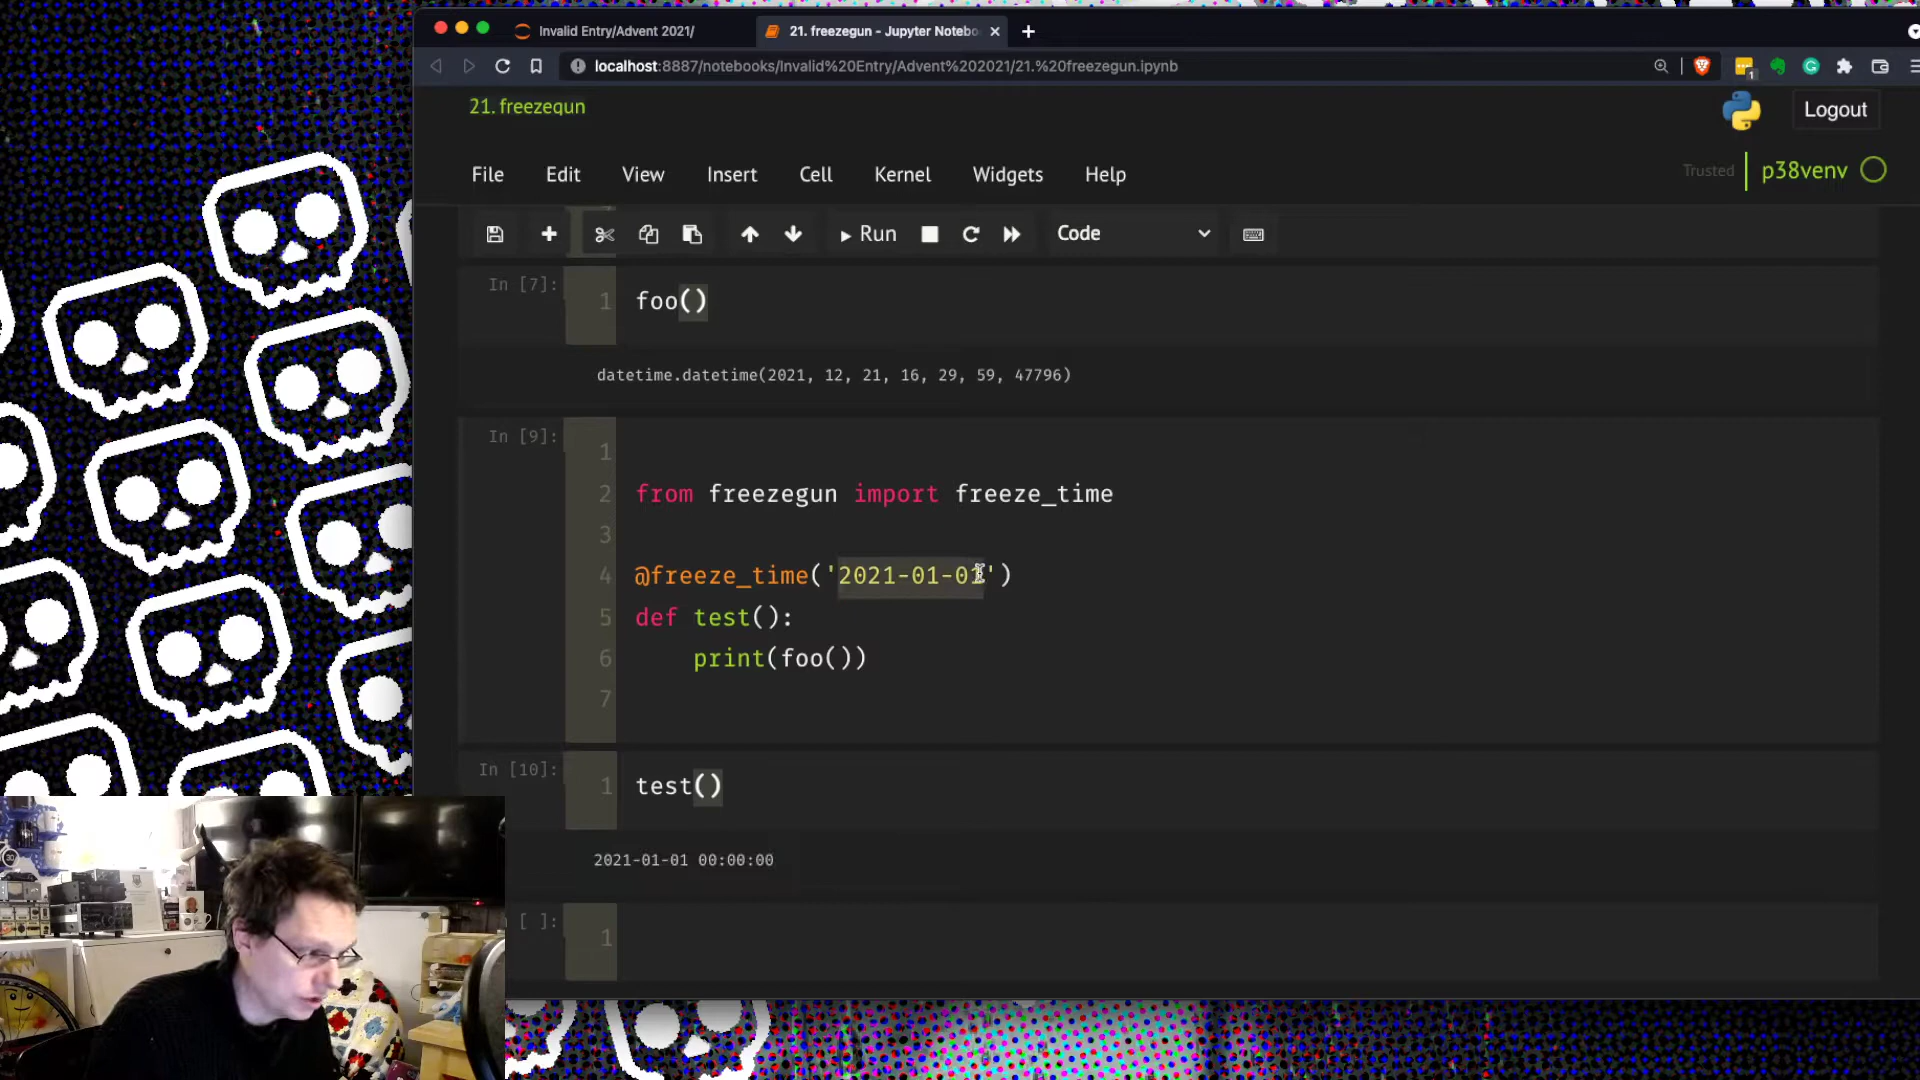 Invalid Entry/Advent 2021/
21. freezegun - Jupyter Notebo
localhost:8887/notebooks/Invalid%20Entry/Advent%202021/21.%20freezegun.ipynb
1
21. freezegun
Logout
File Edit View Insert Cell Kernel Widgets Help
Trusted p38venv
Run Code
In [7]:
1 foo()
datetime.datetime(2021, 12, 21, 16, 29, 59, 47796)
In [9]:
1
2 from freezegun import freeze_time
3
4 @freeze_time('2021-01-01')
5 def test():
6 print(foo())
7
In [10]:
1 test()
2021-01-01 00:00:00
[ ]:
1